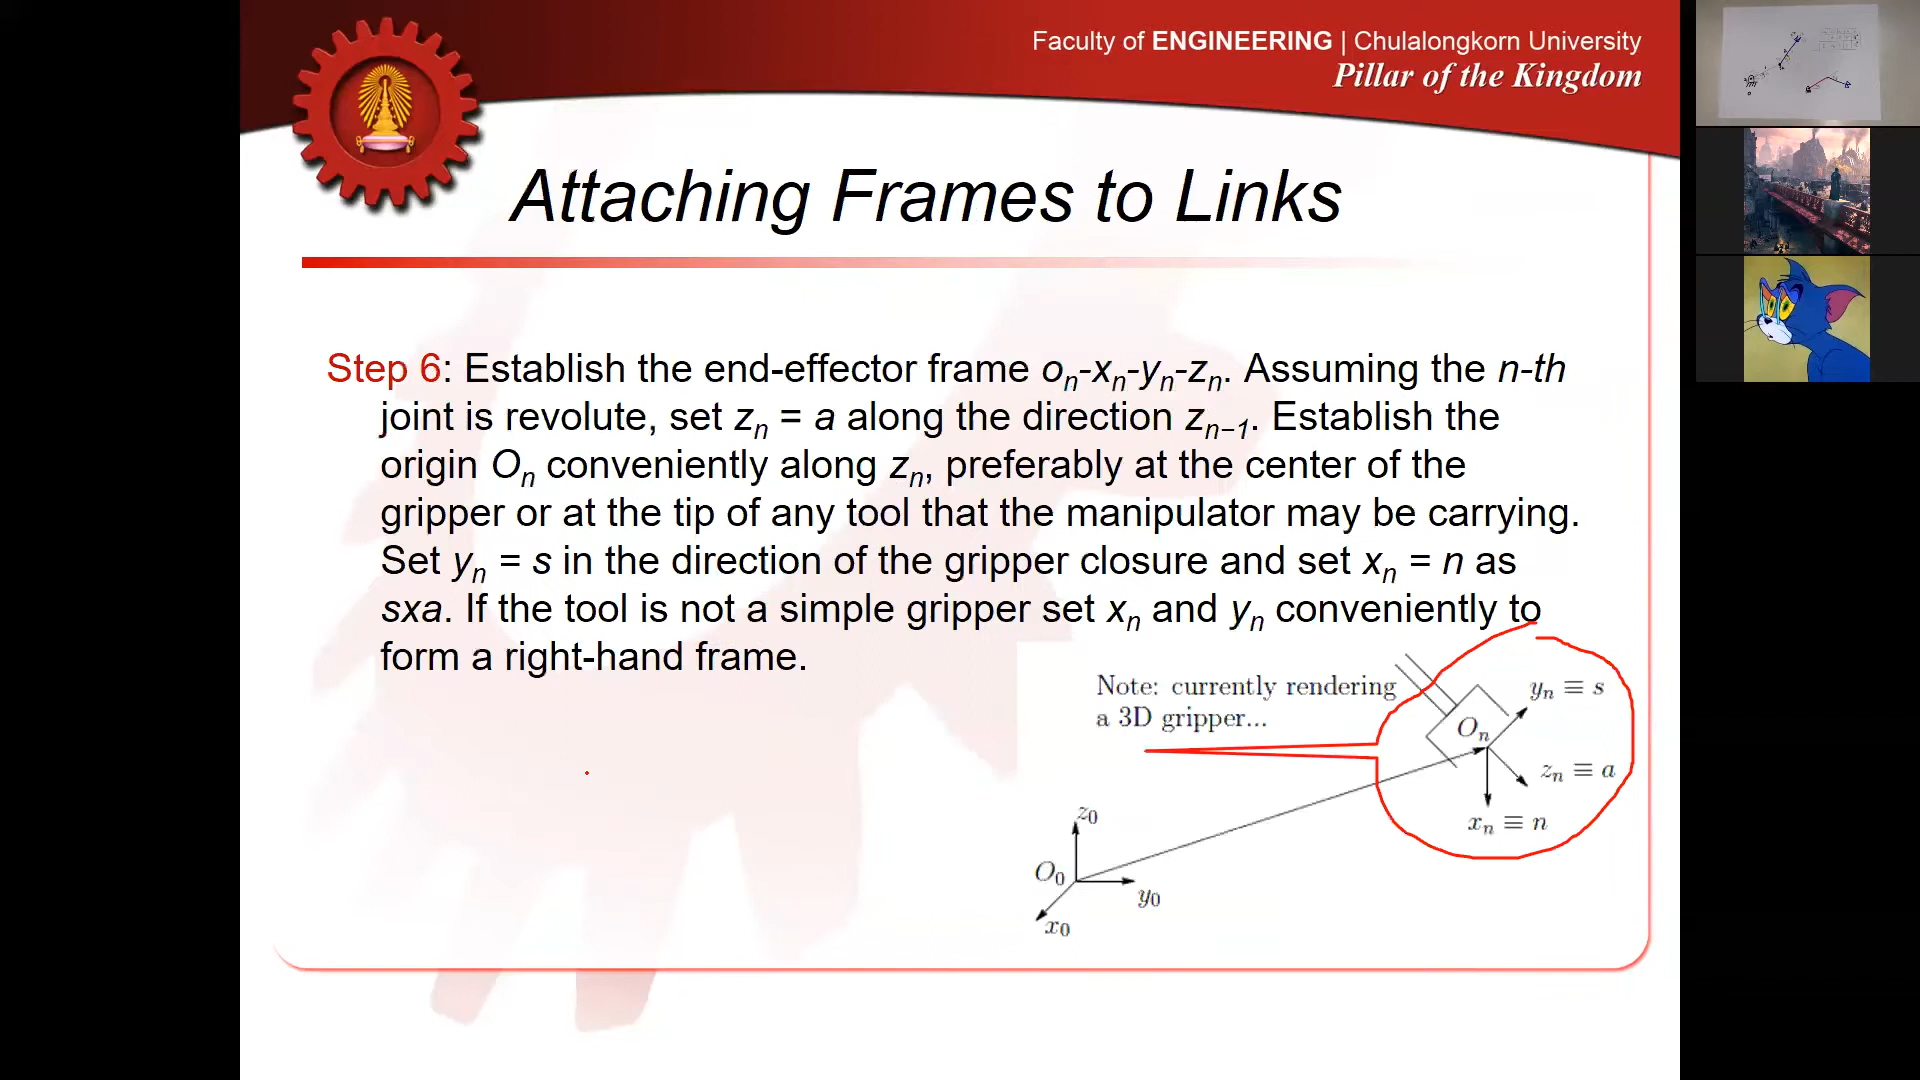 Faculty of ENGINEERING | Chulalongkorn University
Pillar of the Kingdom
Attaching Frames to Links
Step 6: Establish the end-effector frame oₙ-xₙ-yₙ-zₙ. Assuming the n-th
joint is revolute, set zₙ = a along the direction zₙ₋₁. Establish the
origin Oₙ conveniently along zₙ, preferably at the center of the
gripper or at the tip of any tool that the manipulator may be carrying.
Set yₙ = s in the direction of the gripper closure and set xₙ = n as
sxa. If the tool is not a simple gripper set xₙ and yₙ conveniently to
form a right-hand frame.
Note: currently rendering
a 3D gripper...
yₙ ≡ s
Oₙ
zₙ ≡ a
xₙ ≡ n
z₀
O₀
y₀
x₀